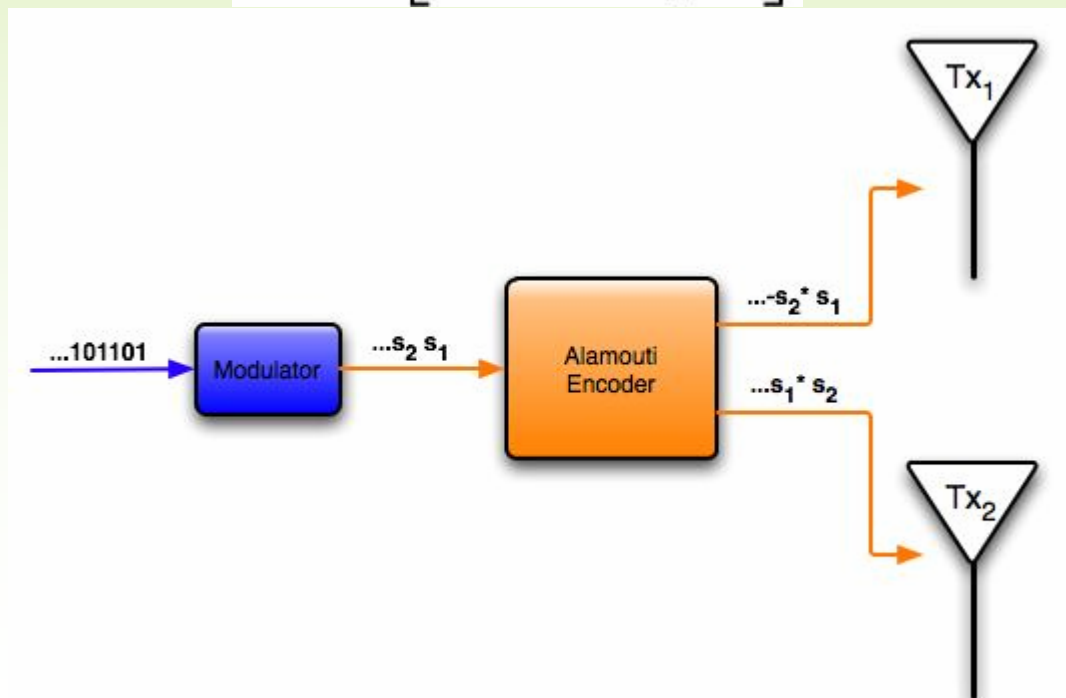 Tx₁
...-s₂* s₁
...101101
Modulator
...s₂ s₁
Alamouti
Encoder
...s₁* s₂
Tx₂